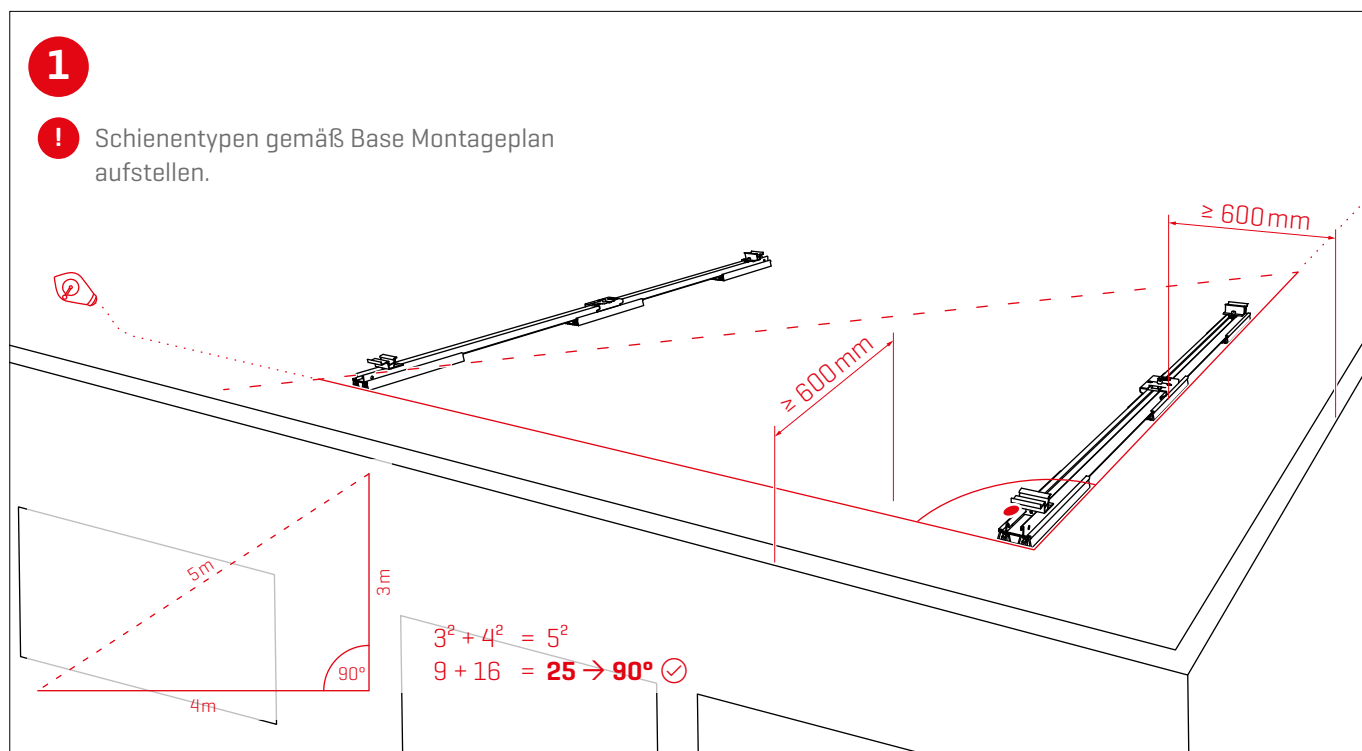 1
! Schienentypen gemäß Base Montageplan
aufstellen.
≥ 600 mm
≥ 600 mm
5m
3m
90°
4m
3² + 4² = 5²
9 + 16 = 25 → 90°